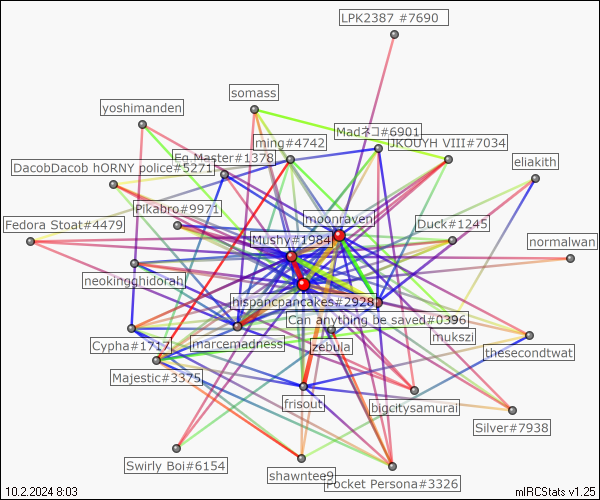 LPK2387 #7690
somass
yoshimanden
Madネコ#6901
ming#4742
JKOUYH VIII#7034
Eq Master#1378
DacobDacob hORNY police#5271
eliakith
Pikabro#9971
moonraven
Duck#1245
Fedora Stoat#4479
Mushy#1984
normalwan
neokingghidorah
hispanicpancakes#2928
Can anything be saved#0396
mukszi
Cypha#1717
marcemadness
zebula
thesecondtwat
Majestic#3375
frisout
bigcitysamurai
Silver#7938
Swirly Boi#6154
shawntee9
Pocket Persona#3326
10.2.2024 8:03
mIRCStats v1.25